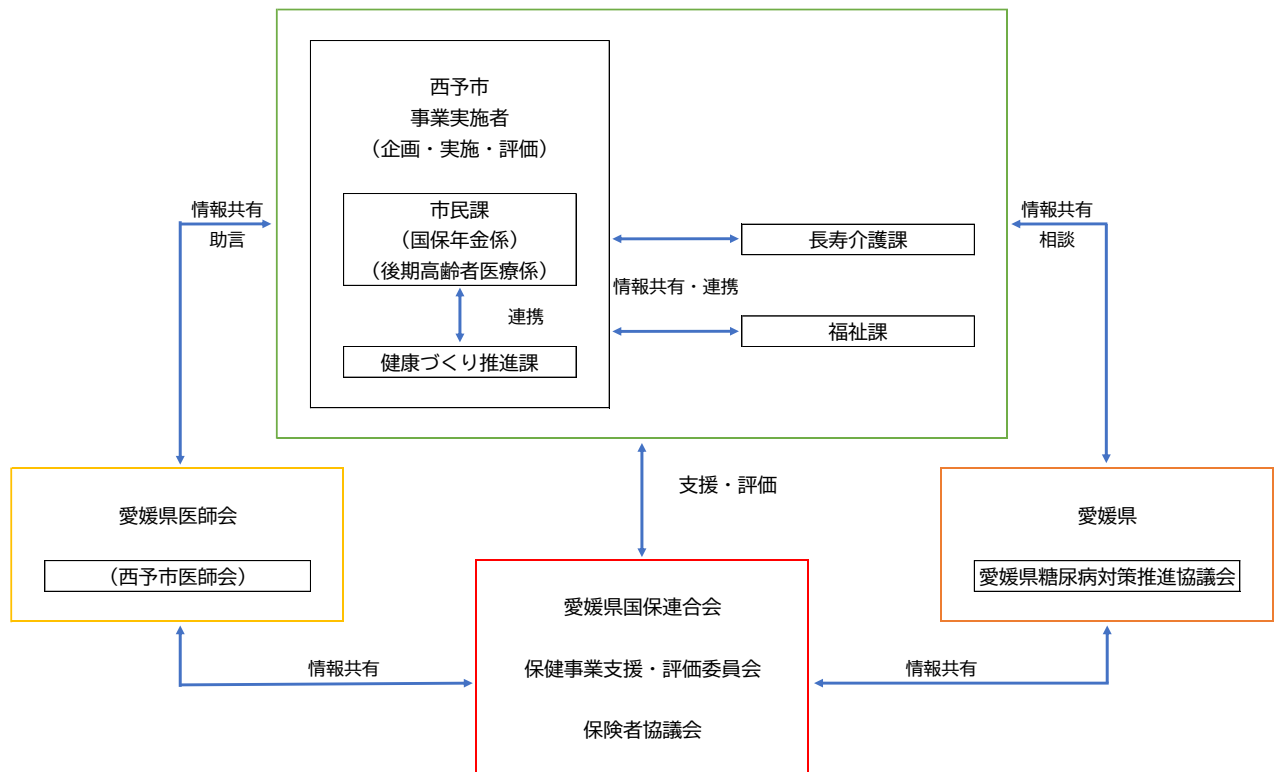 西予市
事業実施者
（企画・実施・評価）
市民課
（国保年金係）
（後期高齢者医療係）
連携
健康づくり推進課
長寿介護課
情報共有・連携
福祉課
情報共有
助言
情報共有
相談
支援・評価
愛媛県医師会
（西予市医師会）
愛媛県
愛媛県糖尿病対策推進協議会
愛媛県国保連合会
保健事業支援・評価委員会
保険者協議会
情報共有
情報共有